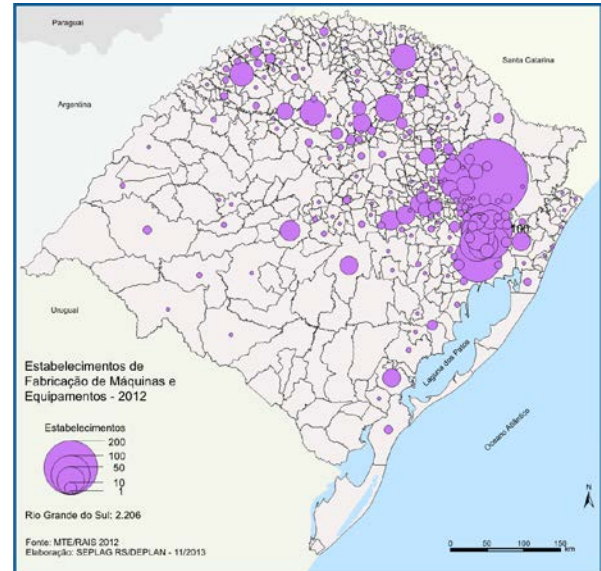 Paraguai
Santa Catarina
Argentina
Uruguai
Laguna dos Patos
Oceano Atlântico
Estabelecimentos de
Fabricação de Máquinas e
Equipamentos - 2012
Estabelecimentos
200
100
50
10
1
Rio Grande do Sul: 2.206
Fonte: MTE/RAIS 2012
Elaboração: SEPLAG RS/DEPLAN - 11/2013
N
0 50 100 150
km